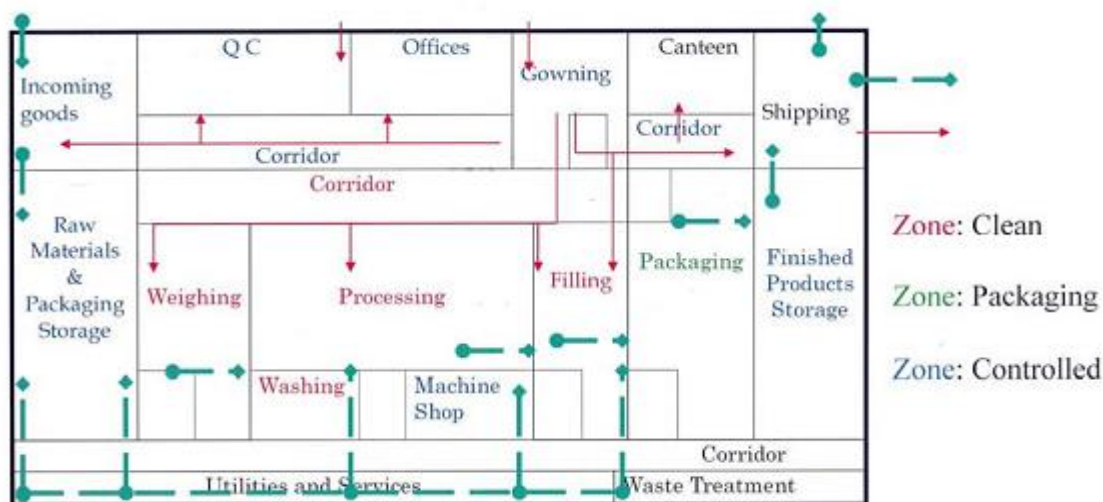 Q C
Offices
Canteen
Incoming
goods
Gowning
Shipping
Corridor
Corridor
Corridor
Raw
Materials
&
Packaging
Storage
Weighing
Processing
Filling
Packaging
Finished
Products
Storage
Zone: Clean
Zone: Packaging
Zone: Controlled
Washing
Machine
Shop
Corridor
Utilities and Services
Waste Treatment